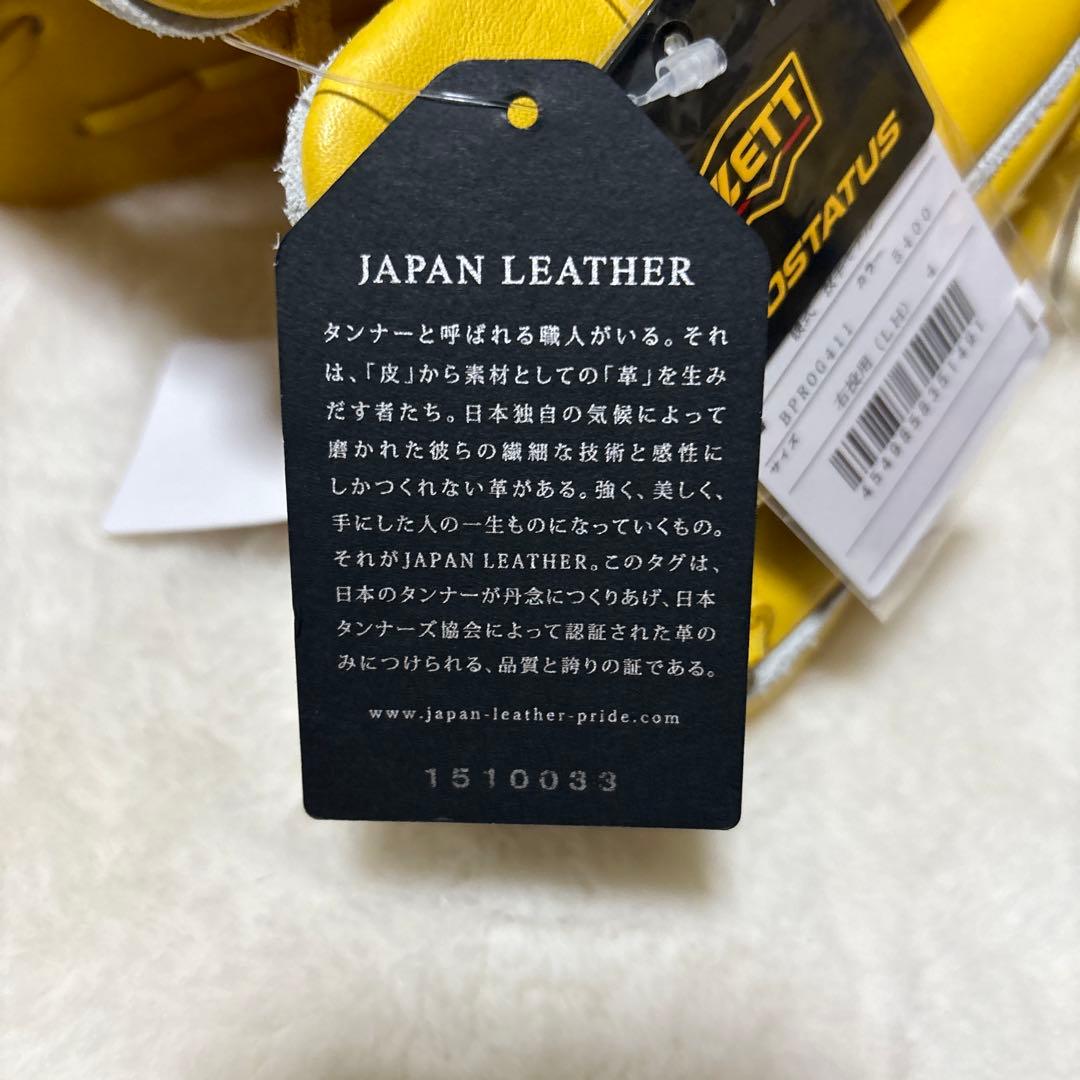 JAPAN LEATHER
タンナーと呼ばれる職人がいる。それ
は、「皮」から素材としての「革」を生み
だす者たち。日本独自の気候によって
磨かれた彼らの繊細な技術と感性に
しかつくれない革がある。強く、美しく、
手にした人の一生ものになっていくもの。
それがJAPAN LEATHER。このタグは、
日本のタンナーが丹念につくりあげ、日本
タンナーズ協会によって認証された革の
みにつけられる、品質と誇りの証である。
www.japan-leather-pride.com
1510033
ZETT
OSTATUS
カラー 5400
BPROG411
サイズ 右投用(LH) 4
4549858351491